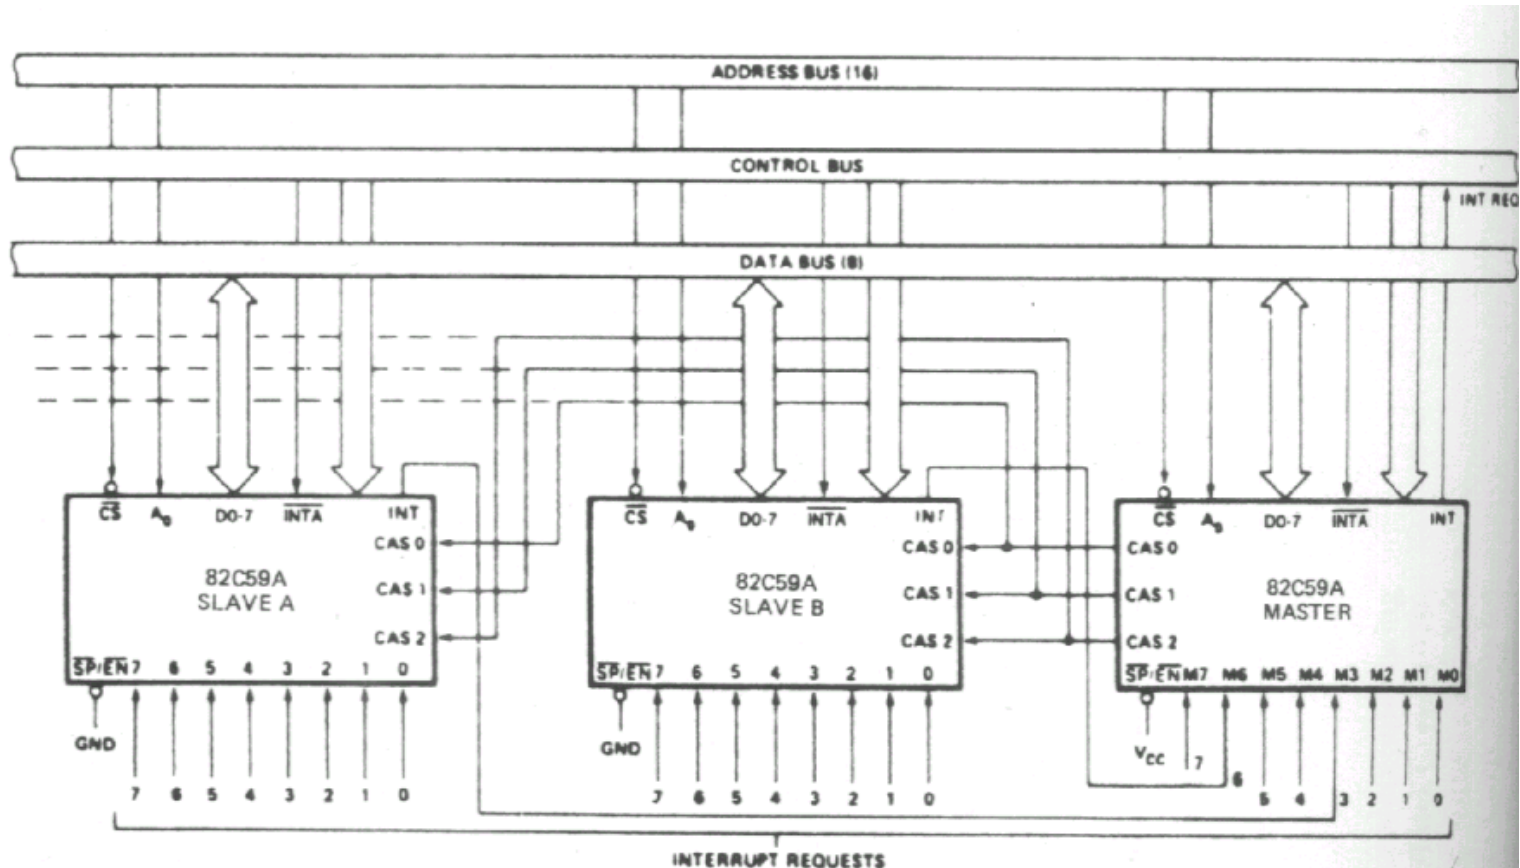 ADDRESS BUS (16)
CONTROL BUS
INT REQ
DATA BUS (8)
CS A0 D0-7 INTA INT
CAS 0
82C59A
SLAVE A
CAS 1
CAS 2
SP/EN 7 6 5 4 3 2 1 0
GND
7 6 5 4 3 2 1 0
CS A0 D0-7 INTA INT
CAS 0
82C59A
SLAVE B
CAS 1
CAS 2
SP/EN 7 6 5 4 3 2 1 0
GND
7 6 5 4 3 2 1 0
CS A0 D0-7 INTA INT
CAS 0
82C59A
MASTER
CAS 1
CAS 2
SP/EN M7 M6 M5 M4 M3 M2 M1 M0
VCC
7 6 5 4 3 2 1 0
INTERRUPT REQUESTS